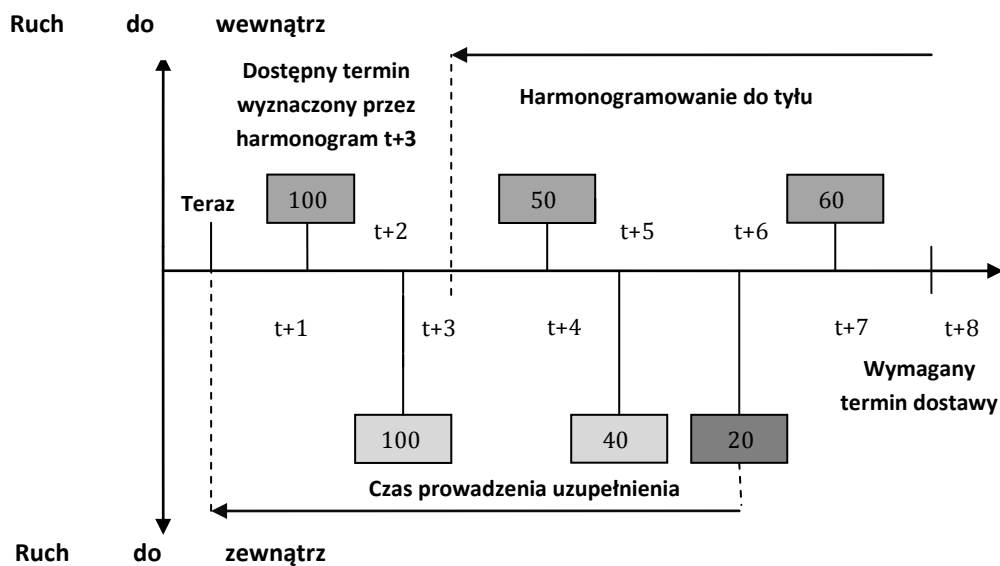 Ruch do wewnątrz
Dostępny termin
wyznaczony przez
harmonogram t+3
Harmonogramowanie do tyłu
Teraz
100
50
60
t+2
t+5
t+6
t+1
t+3
t+4
t+7
t+8
Wymagany
termin dostawy
100
40
20
Czas prowadzenia uzupełnienia
Ruch do zewnątrz